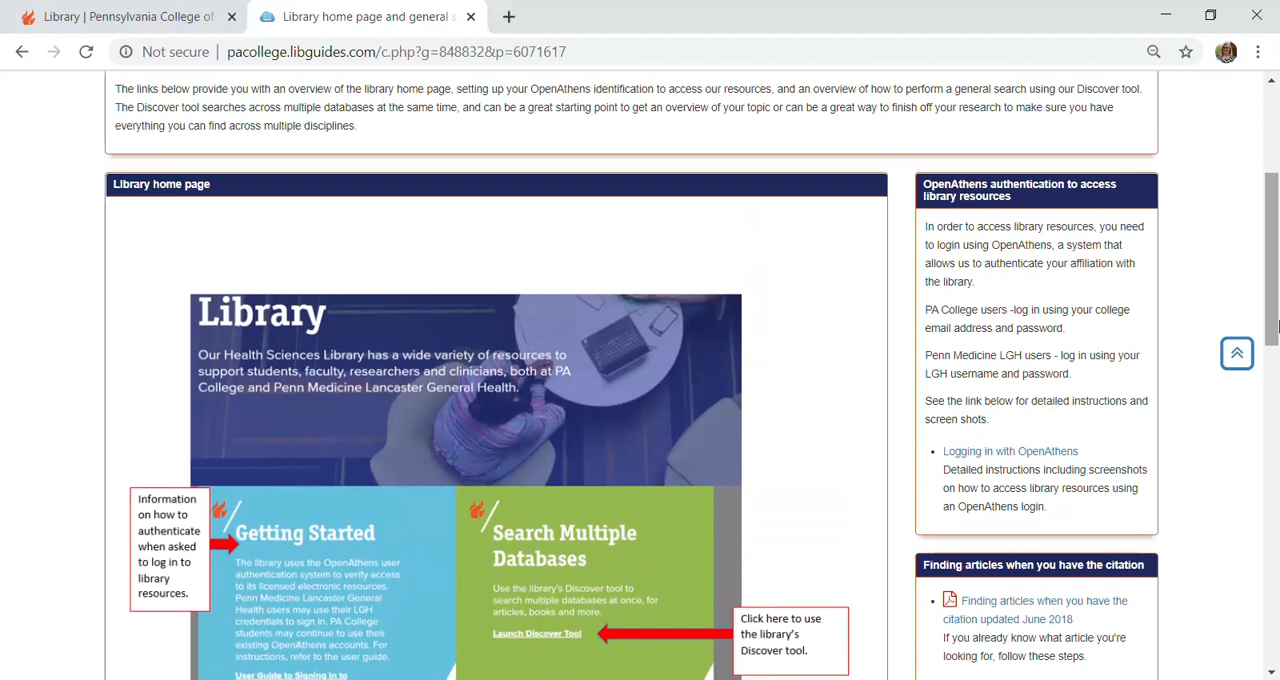 Library | Pennsylvania College of
Library home page and general s
Not secure | pacollege.libguides.com/c.php?g=848832&p=6071617
The links below provide you with an overview of the library home page, setting up your OpenAthens identification to access our resources, and an overview of how to perform a general search using our Discover tool.
The Discover tool searches across multiple databases at the same time, and can be a great starting point to get an overview of your topic or can be a great way to finish off your research to make sure you have
everything you can find across multiple disciplines.
Library home page
Library
Our Health Sciences Library has a wide variety of resources to
support students, faculty, researchers and clinicians, both at PA
College and Penn Medicine Lancaster General Health.
Information
on how to
authenticate
when asked
to log in to
library
resources.
Getting Started
The library uses the OpenAthens user
authentication system to verify access
to its licensed electronic resources.
Penn Medicine Lancaster General
Health users may use their LGH
credentials to sign in. PA College
students may continue to use their
existing OpenAthens accounts. For
instructions, refer to the user guide.
User Guide to Signing In to
Search Multiple
Databases
Use the library's Discover tool to
search multiple databases at once, for
articles, books and more.
Launch Discover Tool
Click here to use
the library's
Discover tool.
OpenAthens authentication to access
library resources
In order to access library resources, you need
to login using OpenAthens, a system that
allows us to authenticate your affiliation with
the library.
PA College users -log in using your college
email address and password.
Penn Medicine LGH users - log in using your
LGH username and password.
See the link below for detailed instructions and
screen shots.
Logging in with OpenAthens
Detailed instructions including screenshots
on how to access library resources using
an OpenAthens login.
Finding articles when you have the citation
Finding articles when you have the
citation updated June 2018
If you already know what article you're
looking for, follow these steps.